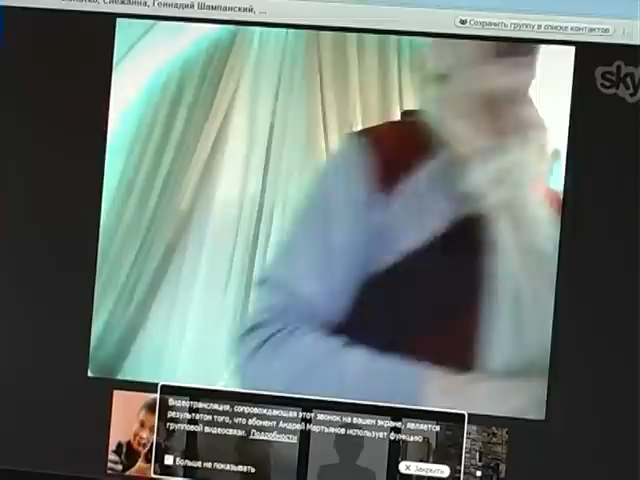 Снежанна, Геннадий Шампанский, ...
Сохранить группу в списке контактов
sky
Видеотрансляция, сопровождающая этот звонок на вашем экране, является
результатом того, что абонент Андрей Мартьянов использует функцию
групповой видеосвязи. Подробности
Больше не показывать
Закрыть